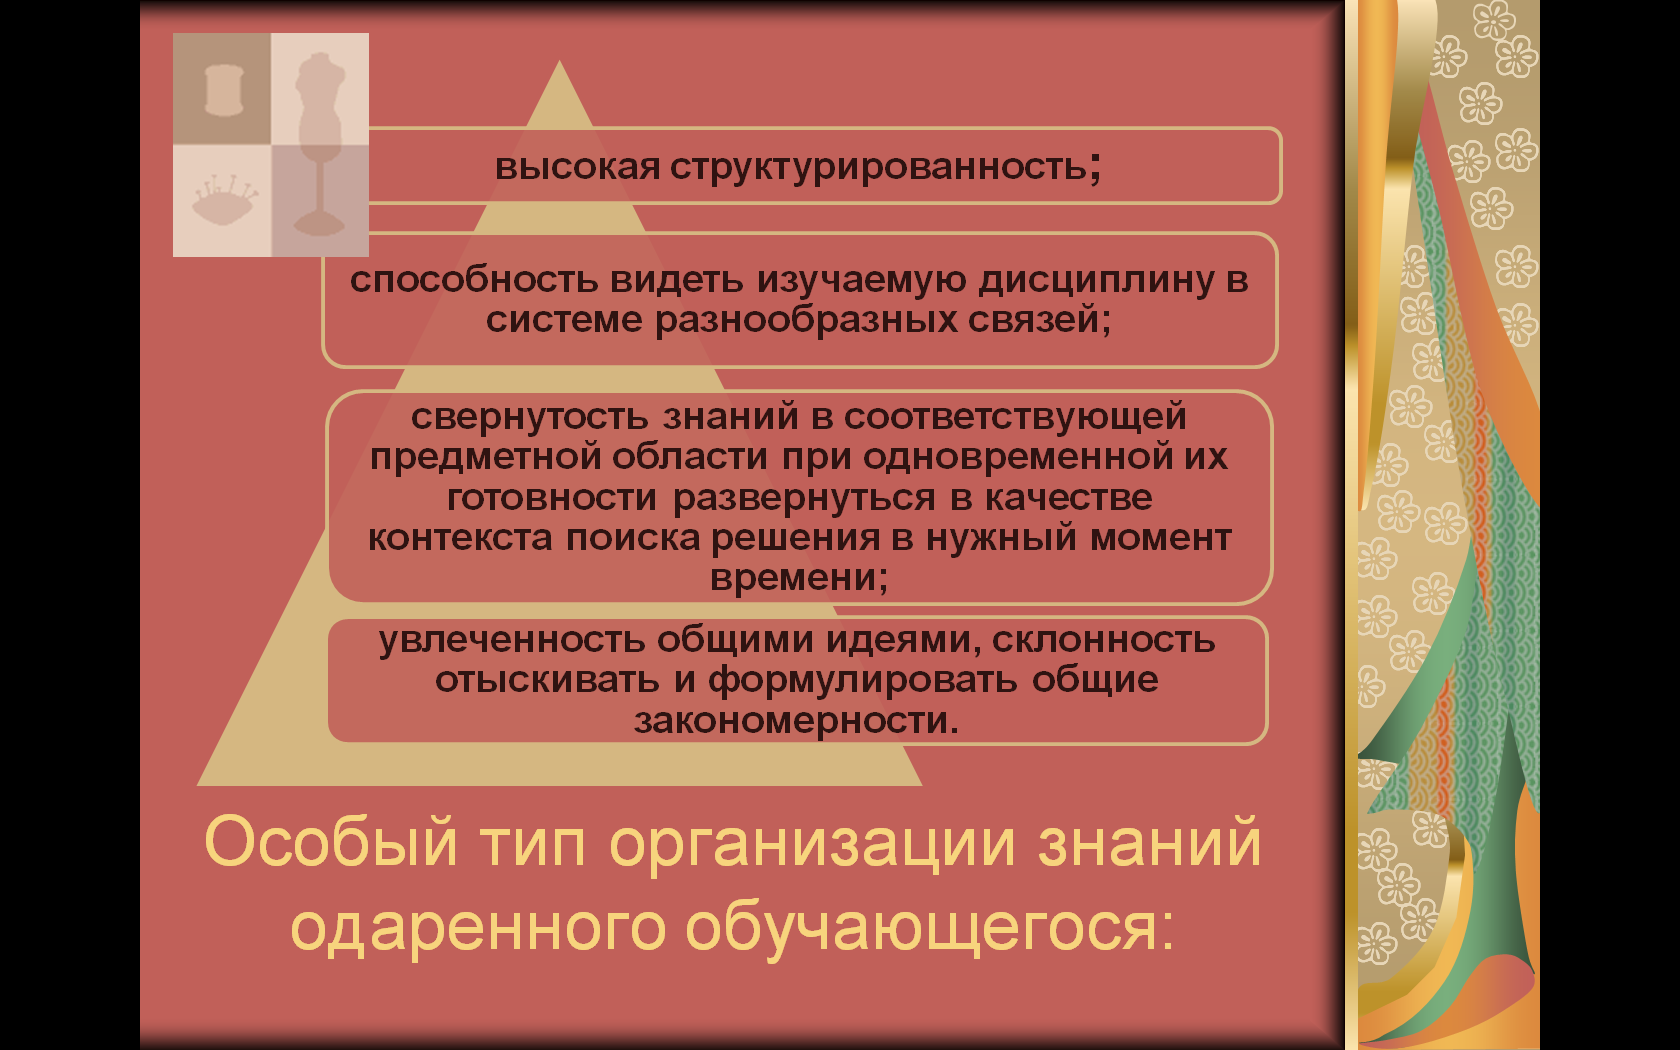 высокая структурированность;
способность видеть изучаемую дисциплину в
системе разнообразных связей;
свернутость знаний в соответствующей
предметной области при одновременной их
готовности развернуться в качестве
контекста поиска решения в нужный момент
времени;
увлеченность общими идеями, склонность
отыскивать и формулировать общие
закономерности.
Особый тип организации знаний
одаренного обучающегося: